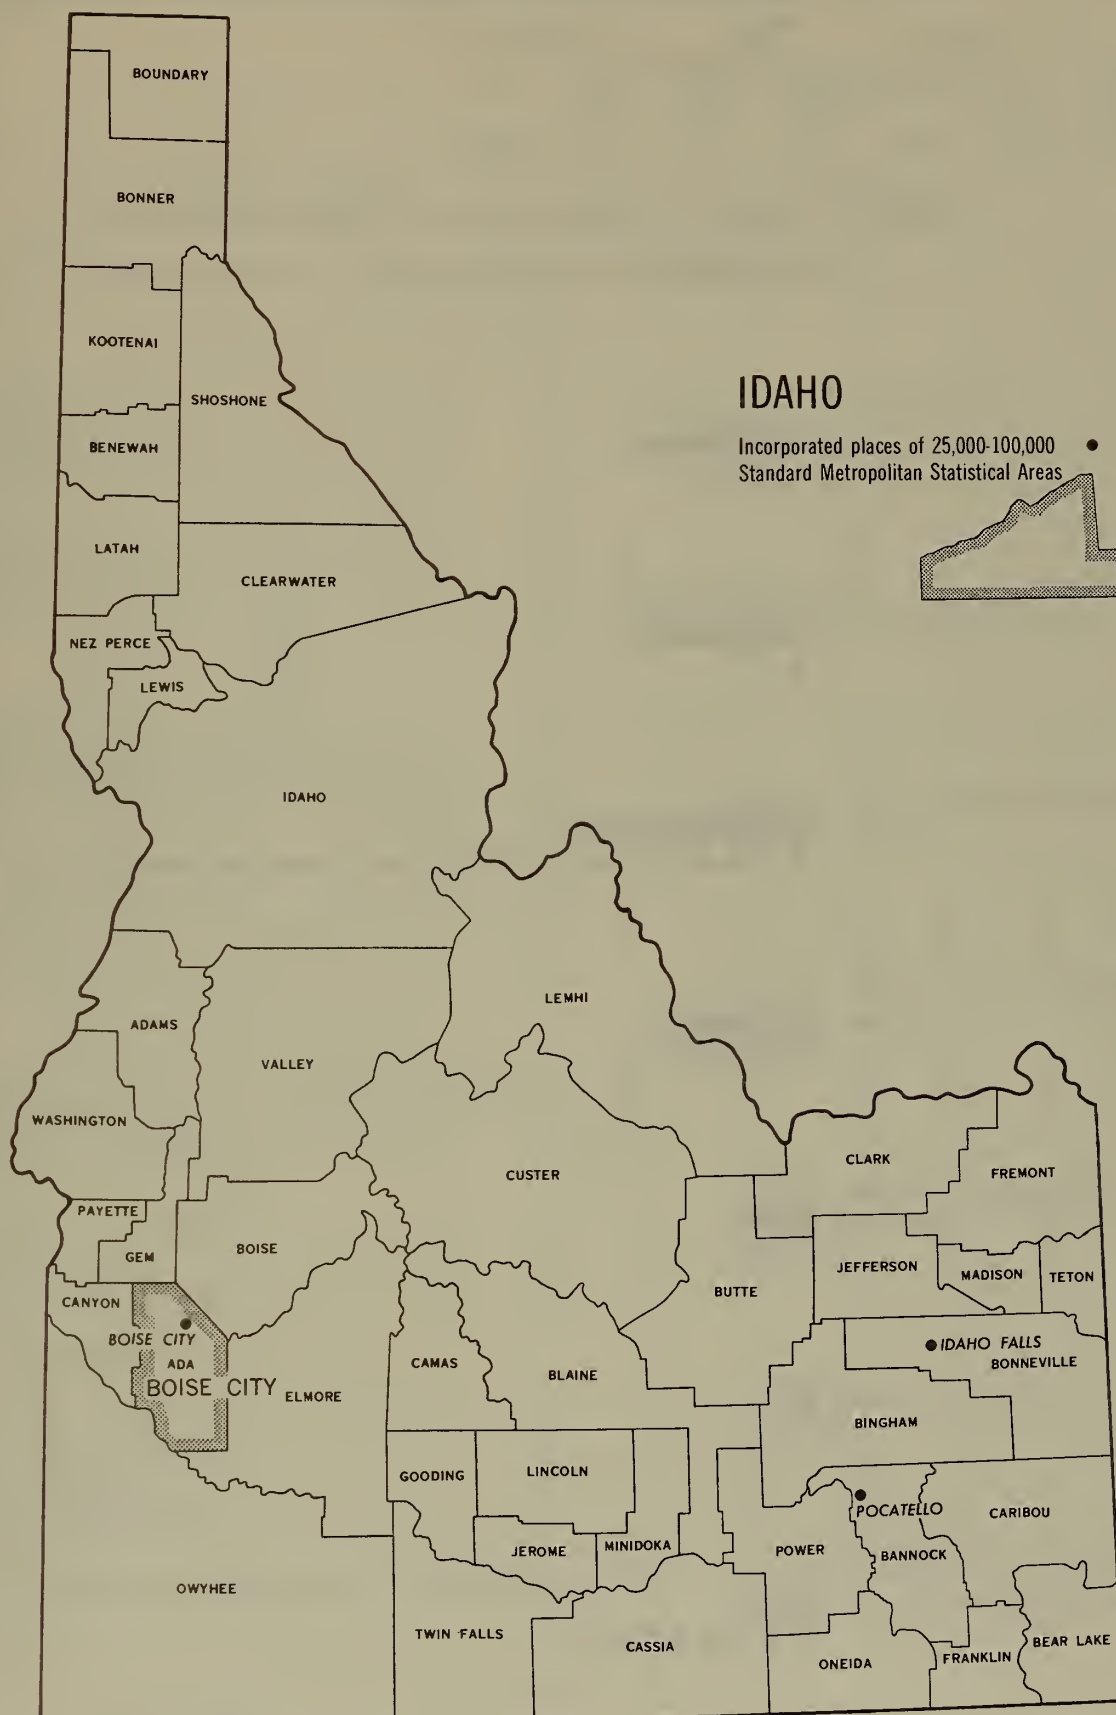 BOUNDARY
BONNER
KOOTENAI
SHOSHONE
IDAHO
Incorporated places of 25,000-100,000
Standard Metropolitan Statistical Areas
BENEWAH
LATAH
CLEARWATER
NEZ PERCE
LEWIS
IDAHO
LEMHI
ADAMS
VALLEY
WASHINGTON
CLARK
CUSTER
FREMONT
PAYETTE
BOISE
GEM
JEFFERSON
MADISON
TETON
BUTTE
CANYON
BOISE CITY
IDAHO FALLS
ADA
CAMAS
BONNEVILLE
BLAINE
BOISE CITY
ELMORE
BINGHAM
GOODING
LINCOLN
POCATELLO
CARIBOU
JEROME
MINIDOKA
POWER
BANNOCK
OWYHEE
TWIN FALLS
CASSIA
BEAR LAKE
FRANKLIN
ONEIDA